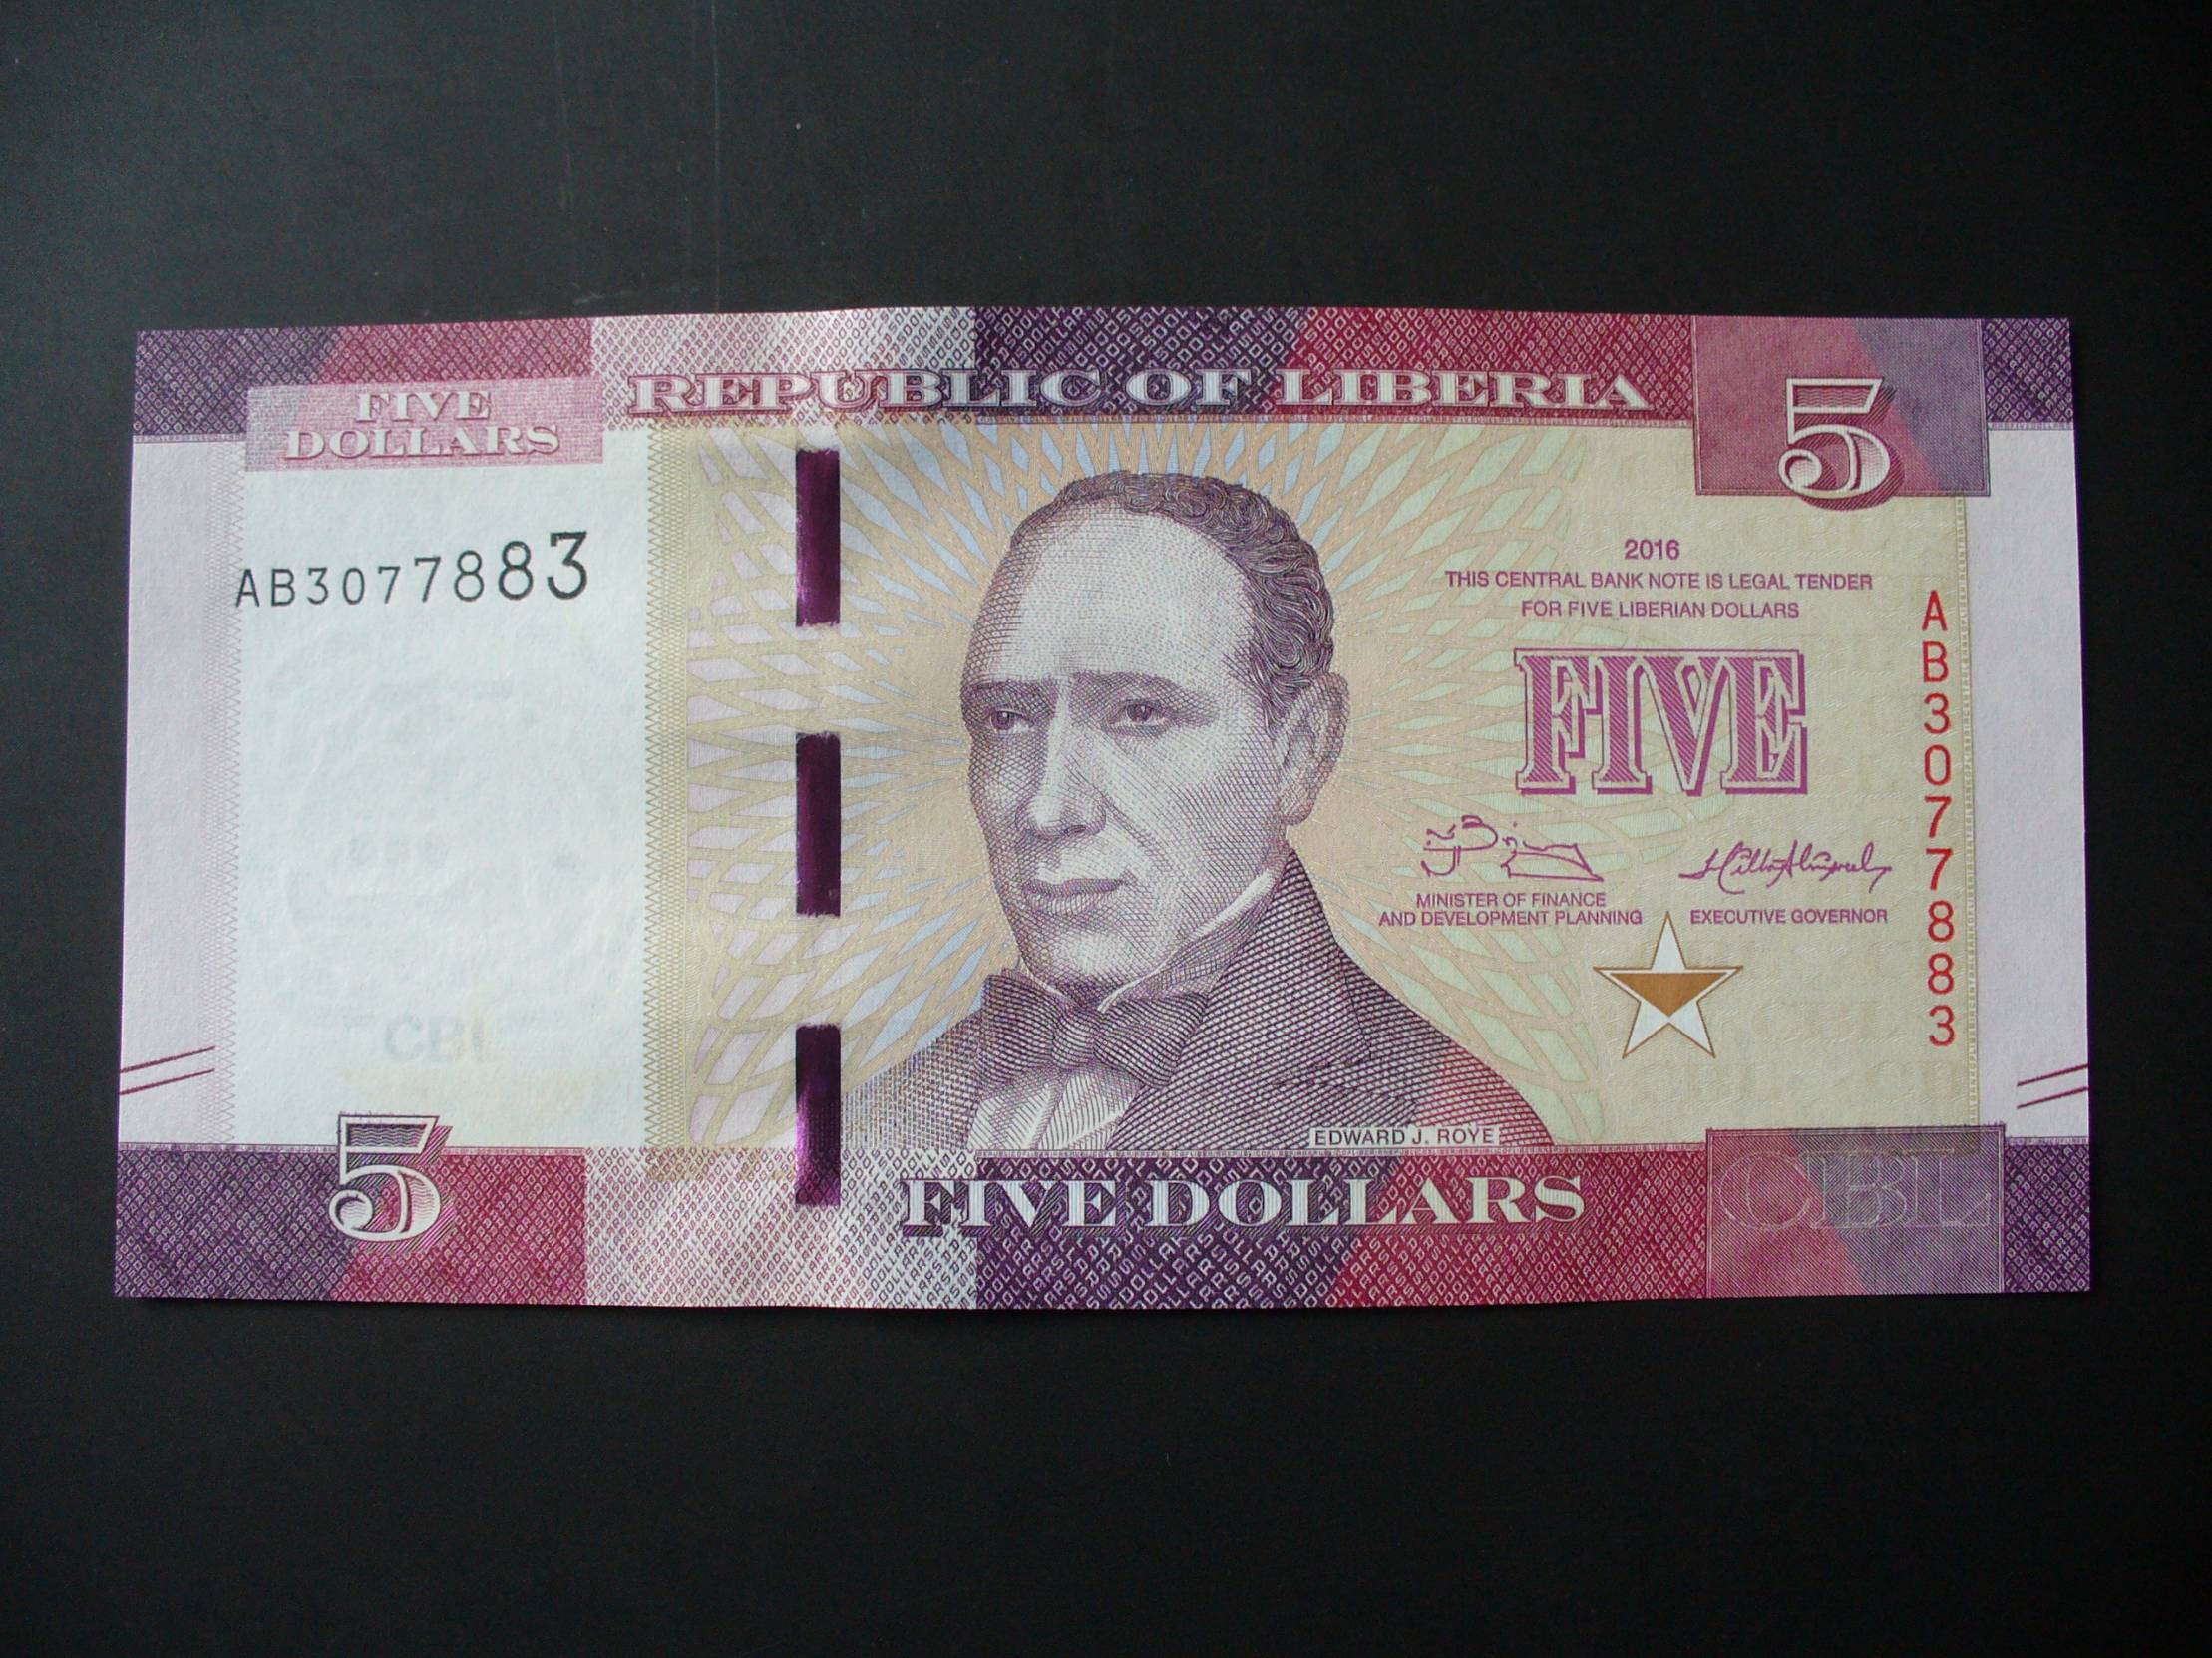 REPUBLIC OF LIBERIA
FIVE
DOLLARS
5
AB3077883
2016
THIS CENTRAL BANK NOTE IS LEGAL TENDER
FOR FIVE LIBERIAN DOLLARS
FIVE
AB3077883
MINISTER OF FINANCE
AND DEVELOPMENT PLANNING
EXECUTIVE GOVERNOR
CBL
EDWARD J. ROYE
5
FIVE DOLLARS
CBL